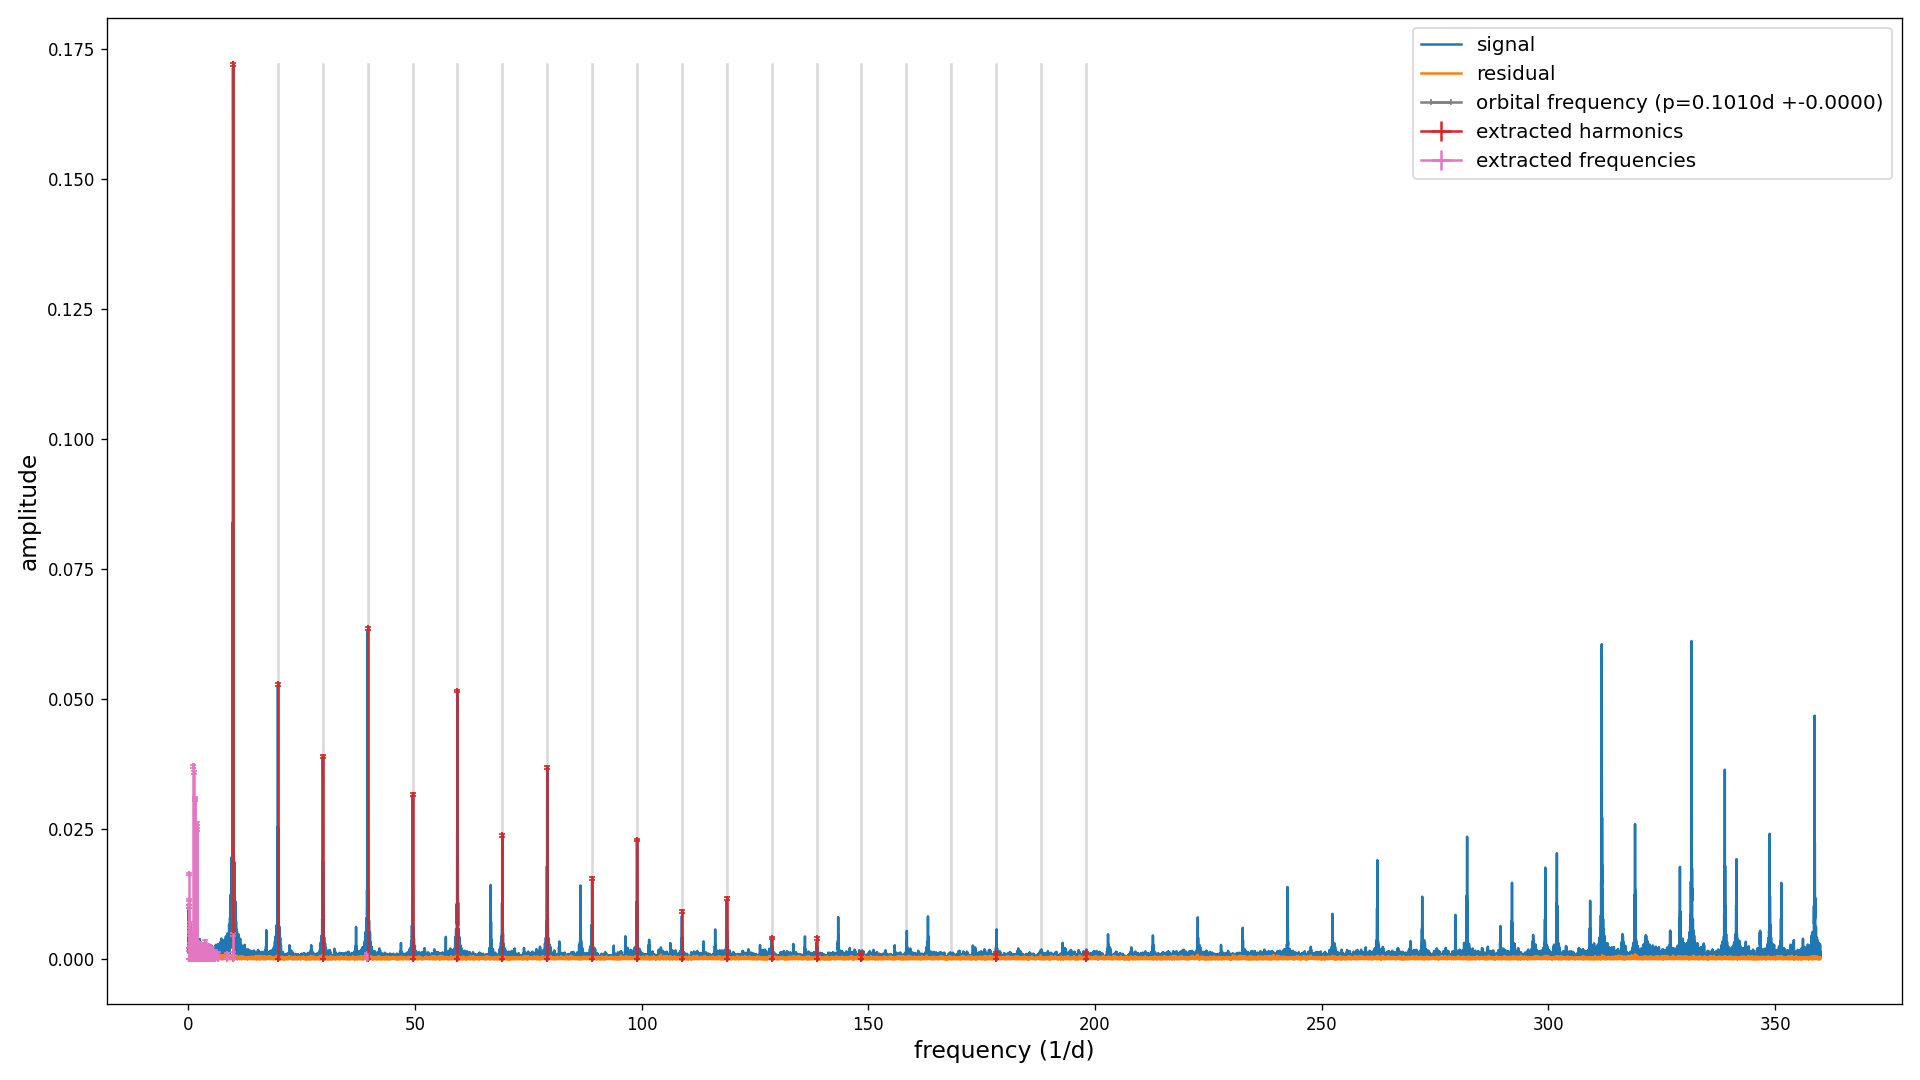 0.175
0.150
0.125
0.100
0.075
0.050
0.025
0.000
amplitude
signal
residual
orbital frequency (p=0.1010d +-0.0000)
extracted harmonics
extracted frequencies
0 50 100 150 200 250 300 350
frequency (1/d)